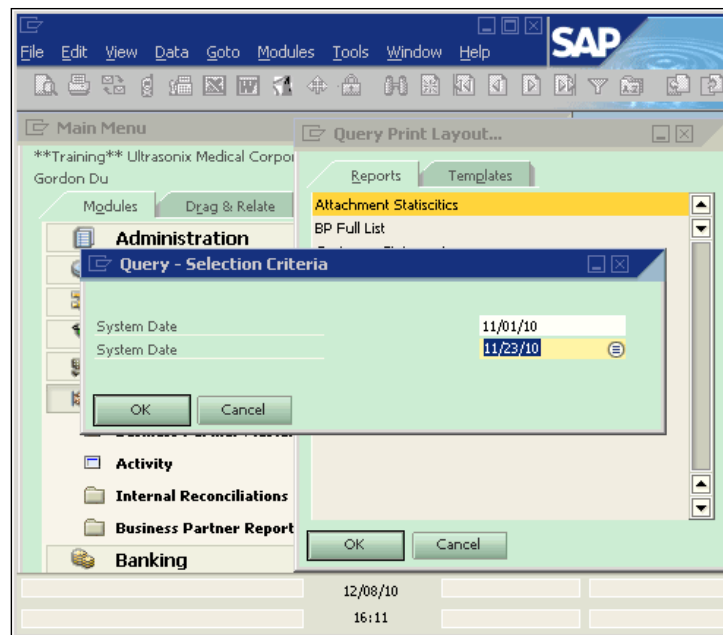 SAP
File Edit View Data Goto Modules Tools Window Help
Main Menu
Query Print Layout...
**Training** Ultrasonix Medical Corpor
Gordon Du
Modules Drag & Relate
Reports Templates
Attachment Statiscitics
BP Full List
Administration
Query - Selection Criteria
System Date 11/01/10
System Date 11/23/10
OK Cancel
Activity
Internal Reconciliations
Business Partner Report
Banking
OK Cancel
12/08/10
16:11